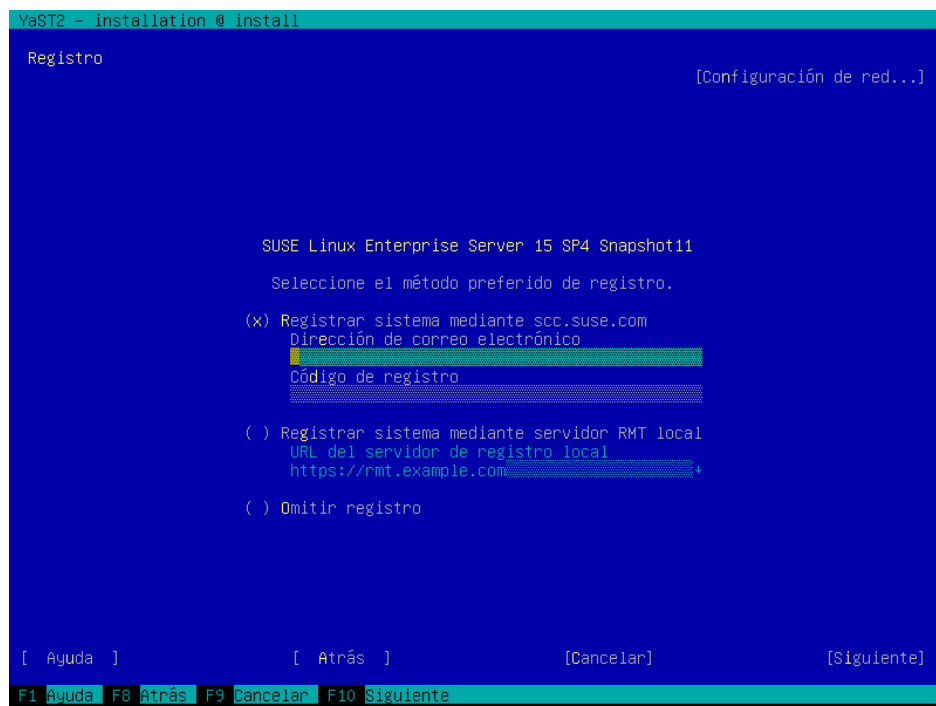 YaST2 - installation @ install
Registro
[Configuración de red...]
SUSE Linux Enterprise Server 15 SP4 Snapshot11
Seleccione el método preferido de registro.
(x) Registrar sistema mediante scc.suse.com
Dirección de correo electrónico
Código de registro
( ) Registrar sistema mediante servidor RMT local
URL del servidor de registro local
https://rmt.example.com
( ) Omitir registro
[ Ayuda ] [ Atrás ] [Cancelar] [Siguiente]
F1 Ayuda F8 Atrás F9 Cancelar F10 Siguiente